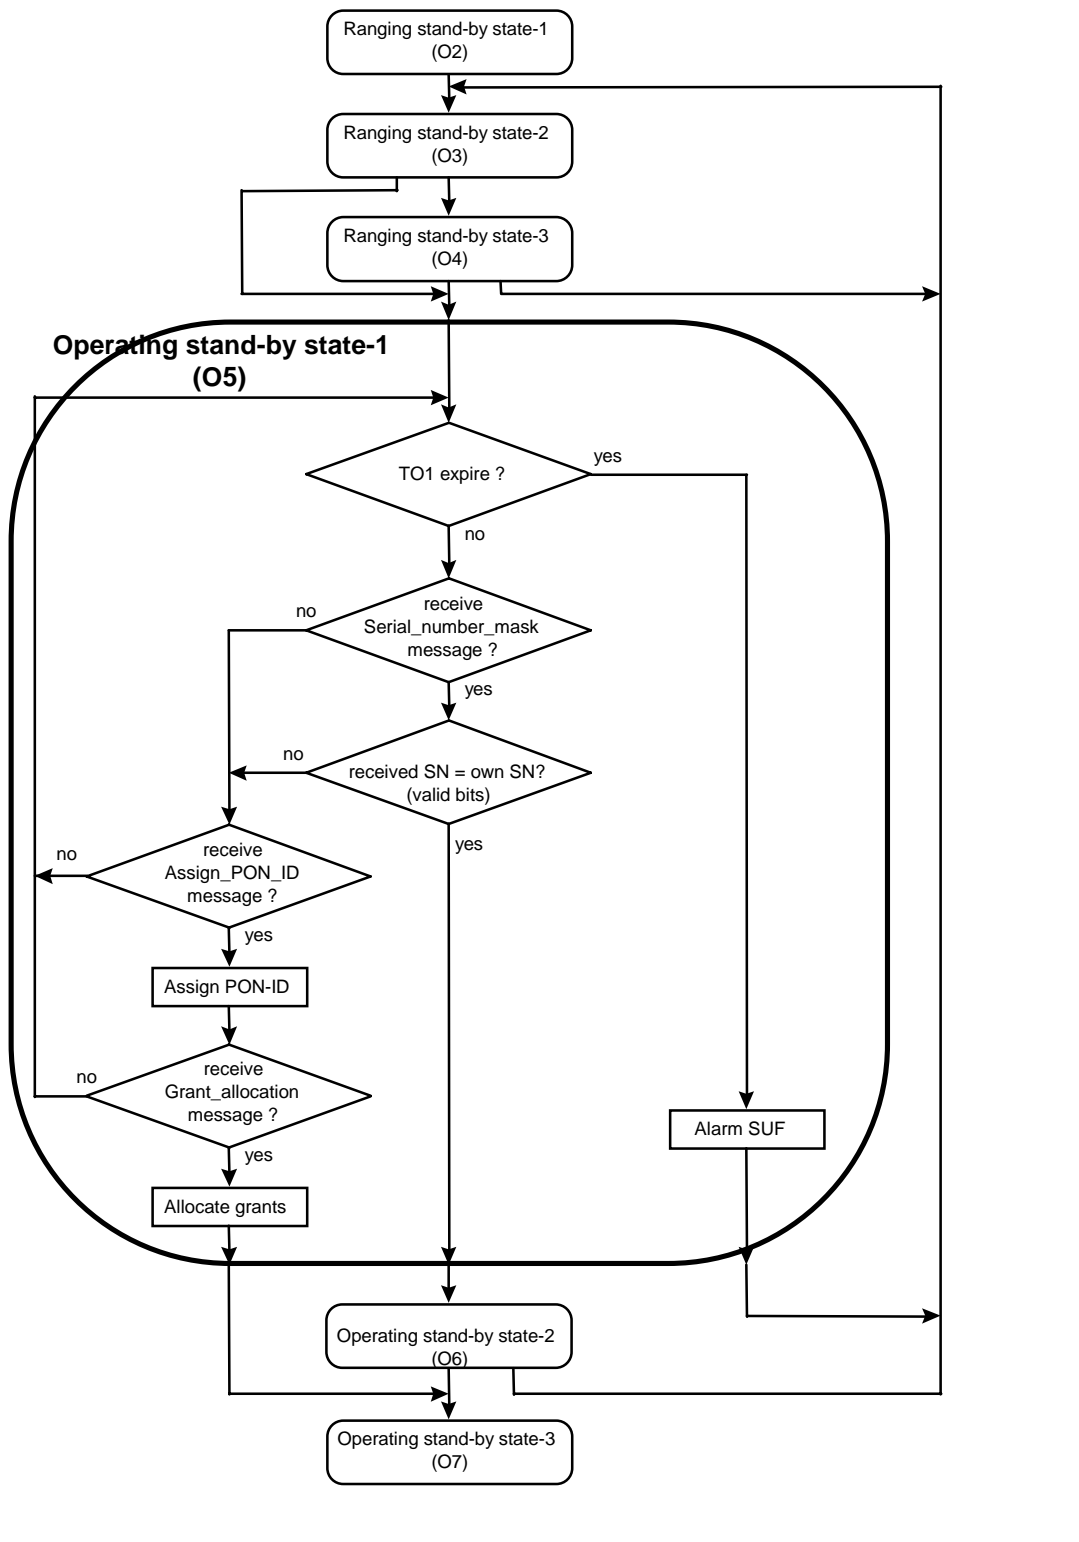 Ranging stand-by state-1
(O2)
Ranging stand-by state-2
(O3)
Ranging stand-by state-3
(O4)
Operating stand-by state-1
(O5)
TO1 expire ?
yes
no
receive
Serial_number_mask
message ?
no
yes
received SN = own SN?
(valid bits)
no
yes
receive
Assign_PON_ID
message ?
no
yes
Assign PON-ID
receive
Grant_allocation
message ?
no
yes
Allocate grants
Alarm SUF
Operating stand-by state-2
(O6)
Operating stand-by state-3
(O7)